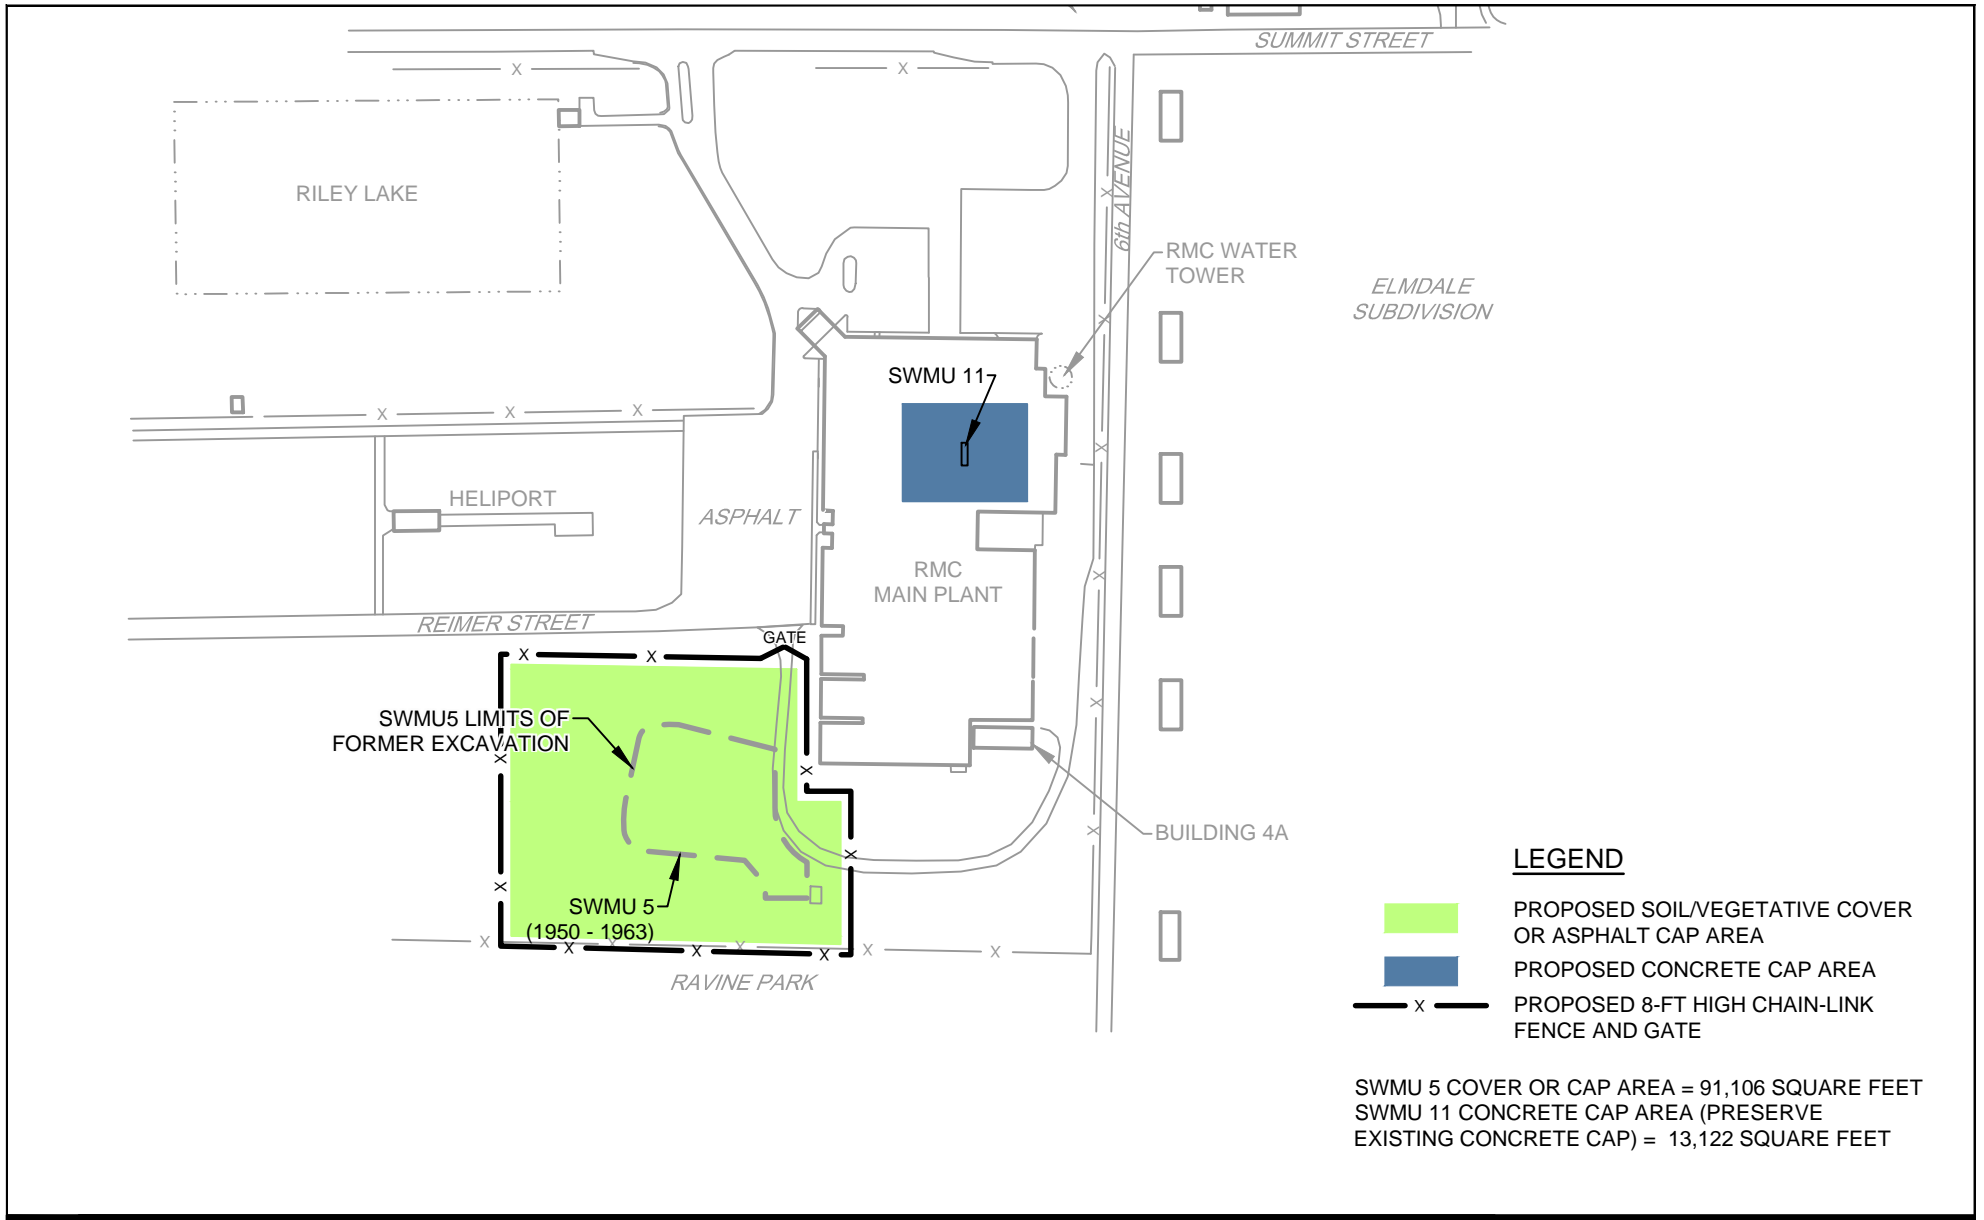 SUMMIT STREET
X
X
RILEY LAKE
6th AVENUE
X
RMC WATER
TOWER
ELMDALE
SUBDIVISION
X
SWMU 11
X
X
X
X
HELIPORT
ASPHALT
RMC
MAIN PLANT
X
REIMER STREET
GATE
X
X
X
SWMU5 LIMITS OF
FORMER EXCAVATION
X
X
X
BUILDING 4A
X
X
SWMU 5
(1950 - 1963)
X
X
X
X
X
X
X
X
RAVINE PARK
LEGEND
PROPOSED SOIL/VEGETATIVE COVER
OR ASPHALT CAP AREA
PROPOSED CONCRETE CAP AREA
X
PROPOSED 8-FT HIGH CHAIN-LINK
FENCE AND GATE
SWMU 5 COVER OR CAP AREA = 91,106 SQUARE FEET
SWMU 11 CONCRETE CAP AREA (PRESERVE
EXISTING CONCRETE CAP) = 13,122 SQUARE FEET